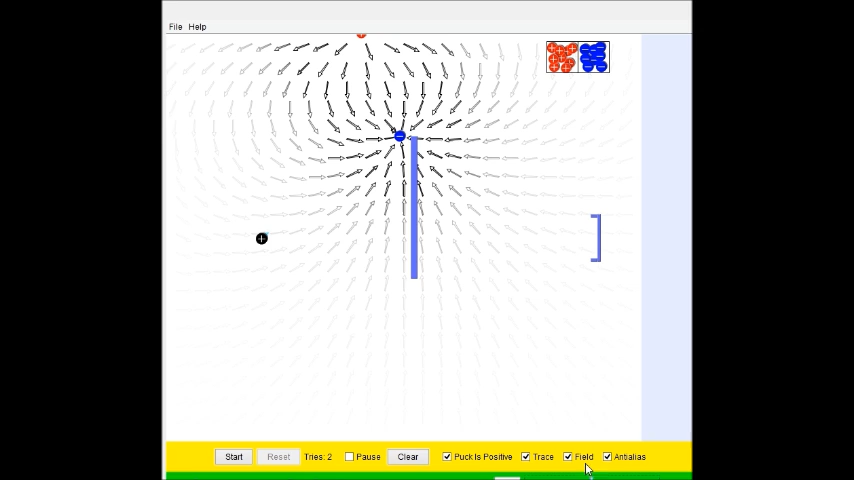 File Help
Start Reset Tries: 2 Pause Clear Puck Is Positive Trace Field Antialias